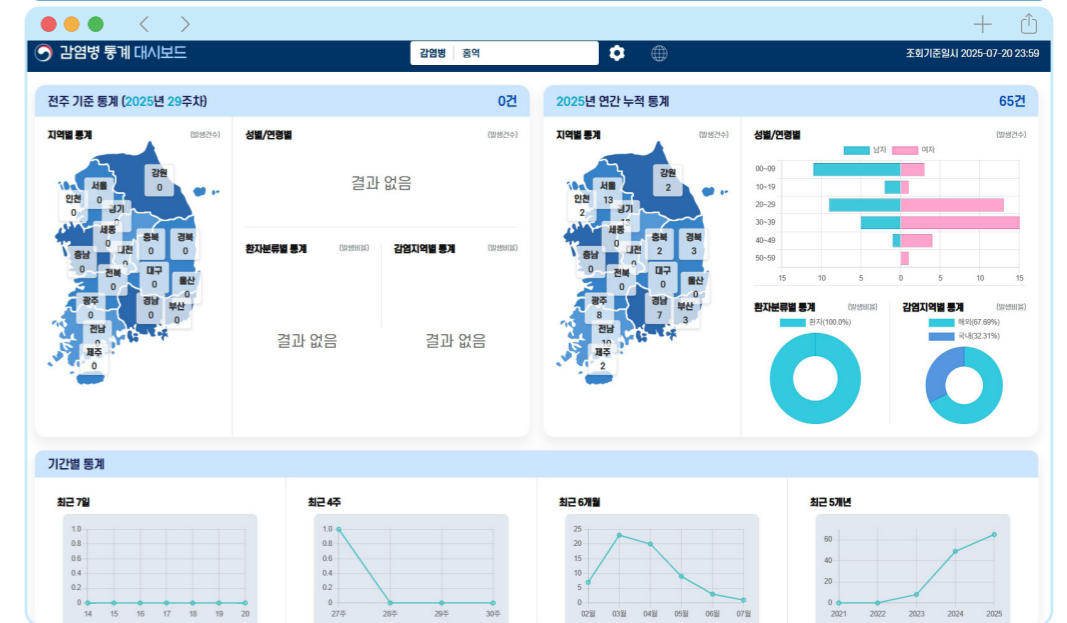 감염병 통계 대시보드
감염병 홍역
조회기준일시 2025-07-20 23:59
전주 기준 통계 (2025년 29주차)
0건
지역별 통계
(발생건수)
서울
강원
0
인천
0
경기
세종
0
충북
0
경북
0
대전
충남
0
전북
0
대구
0
울산
0
광주
0
경남
0
부산
0
전남
제주
0
성별/연령별
(발생건수)
결과 없음
환자분류별 통계
(발생비율)
결과 없음
감염지역별 통계
(발생비율)
결과 없음
2025년 연간 누적 통계
65건
지역별 통계
(발생건수)
서울
13
강원
2
인천
2
경기
세종
0
충북
2
경북
3
대전
충남
0
전북
0
대구
0
울산
0
광주
8
경남
7
부산
3
전남
10
제주
2
성별/연령별
(발생건수)
남자 여자
00~09
10~19
20~29
30~39
40~49
50~59
15 10 5 0 5 10 15
환자분류별 통계
(발생비율)
환자(100.0%)
감염지역별 통계
(발생비율)
해외(67.69%)
국내(32.31%)
기간별 통계
최근 7일
1.0
0.8
0.6
0.4
0.2
0
14 15 16 17 18 19 20
최근 4주
1.0
0.8
0.6
0.4
0.2
0
27주 28주 29주 30주
최근 6개월
25
20
15
10
5
0
02월 03월 04월 05월 06월 07월
최근 5개년
60
40
20
0
2021 2022 2023 2024 2025